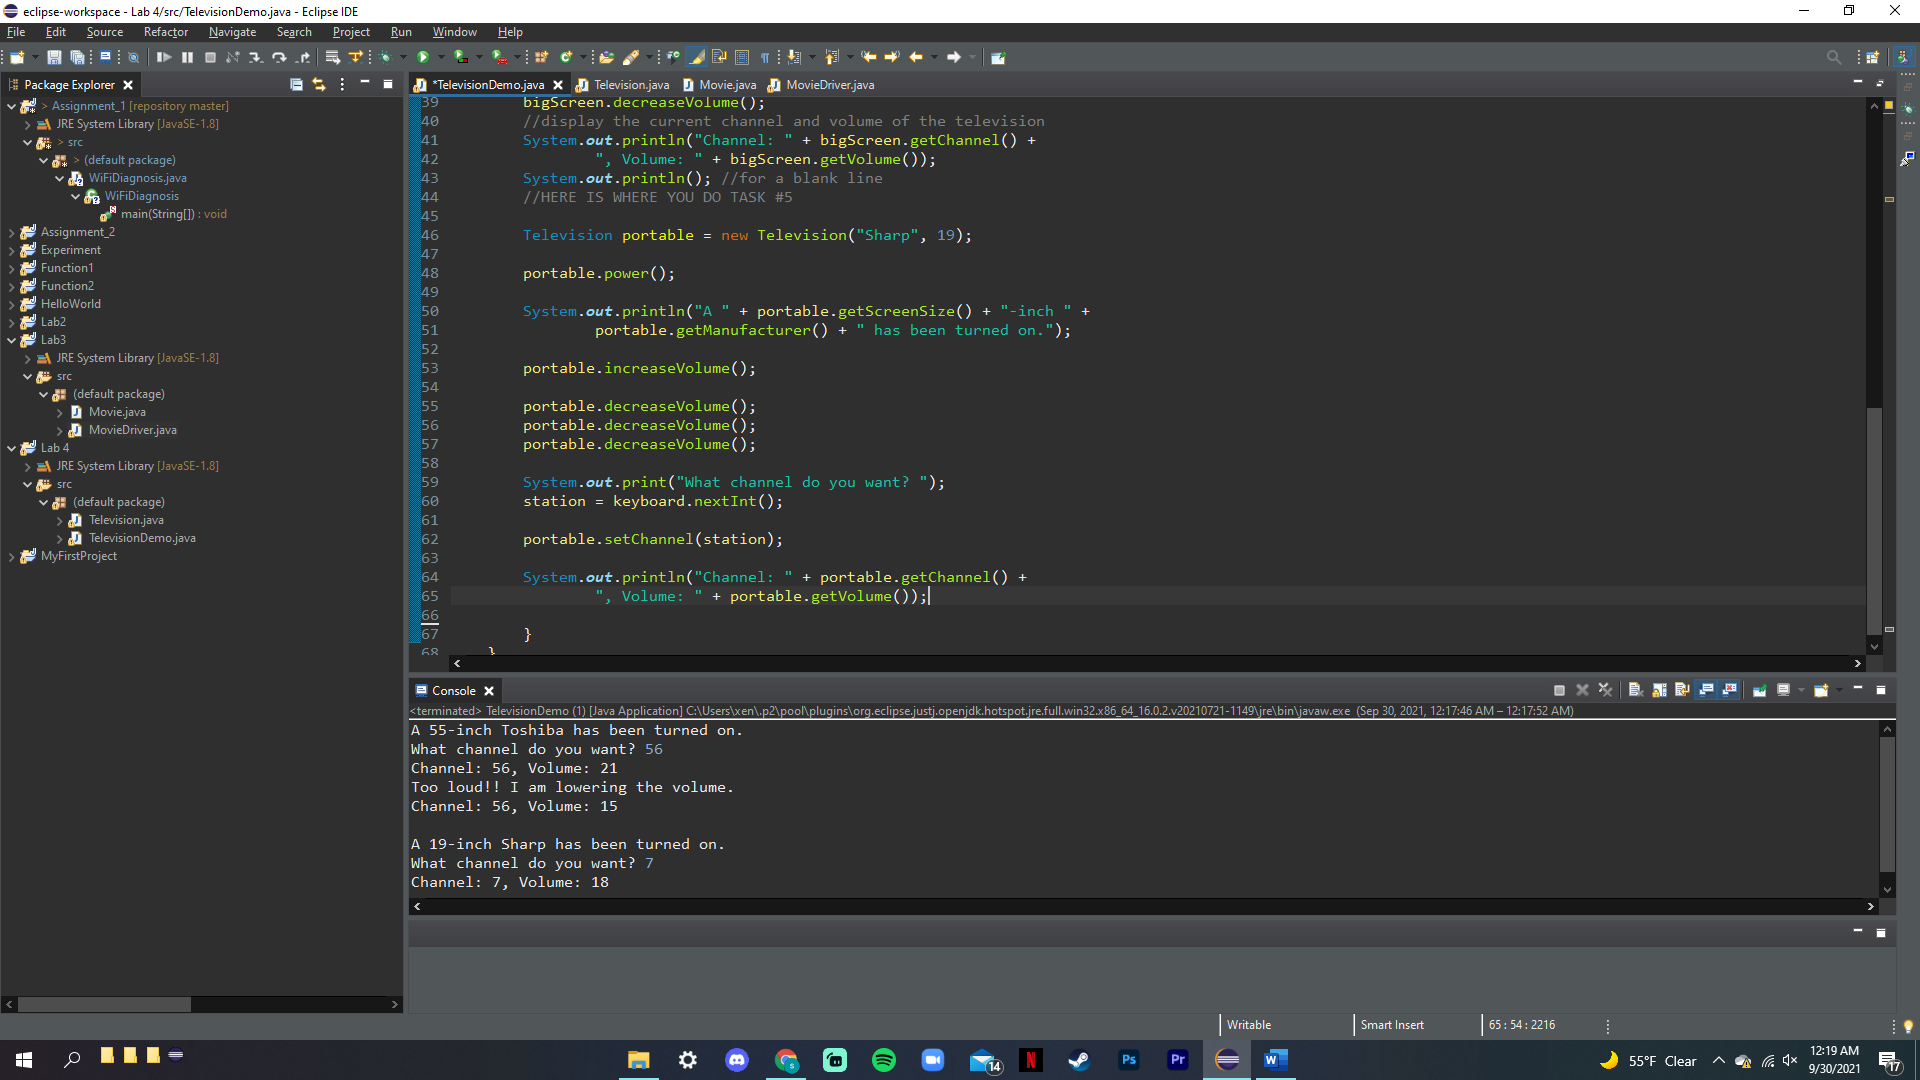 eclipse-workspace - Lab 4/src/TelevisionDemo.java - Eclipse IDE
File Edit Source Refactor Navigate Search Project Run Window Help
Package Explorer
> Assignment_1 [repository master]
JRE System Library [JavaSE-1.8]
> src
> (default package)
WiFiDiagnosis.java
WiFiDiagnosis
main(String[]) : void
Assignment_2
Experiment
Function1
Function2
HelloWorld
Lab2
Lab3
JRE System Library [JavaSE-1.8]
src
(default package)
Movie.java
MovieDriver.java
Lab 4
JRE System Library [JavaSE-1.8]
src
(default package)
Television.java
TelevisionDemo.java
MyFirstProject
*TelevisionDemo.java Television.java Movie.java MovieDriver.java
39 bigScreen.decreaseVolume();
40 //display the current channel and volume of the television
41 System.out.println("Channel: " + bigScreen.getChannel() +
42 ", Volume: " + bigScreen.getVolume());
43 System.out.println(); //for a blank line
44 //HERE IS WHERE YOU DO TASK #5
45
46 Television portable = new Television("Sharp", 19);
47
48 portable.power();
49
50 System.out.println("A " + portable.getScreenSize() + "-inch " +
51 portable.getManufacturer() + " has been turned on.");
52
53 portable.increaseVolume();
54
55 portable.decreaseVolume();
56 portable.decreaseVolume();
57 portable.decreaseVolume();
58
59 System.out.print("What channel do you want? ");
60 station = keyboard.nextInt();
61
62 portable.setChannel(station);
63
64 System.out.println("Channel: " + portable.getChannel() +
65 ", Volume: " + portable.getVolume());
66
67 }
68 }
Console
<terminated> TelevisionDemo (1) [Java Application] C:\Users\xen\.p2\pool\plugins\org.eclipse.justj.openjdk.hotspot.jre.full.win32.x86_64_16.0.2.v20210721-1149\jre\bin\javaw.exe (Sep 30, 2021, 12:17:46 AM – 12:17:52 AM)
A 55-inch Toshiba has been turned on.
What channel do you want? 56
Channel: 56, Volume: 21
Too loud!! I am lowering the volume.
Channel: 56, Volume: 15
A 19-inch Sharp has been turned on.
What channel do you want? 7
Channel: 7, Volume: 18
Writable Smart Insert 65 : 54 : 2216
14 N Ps Pr W 55°F Clear 12:19 AM 17
9/30/2021